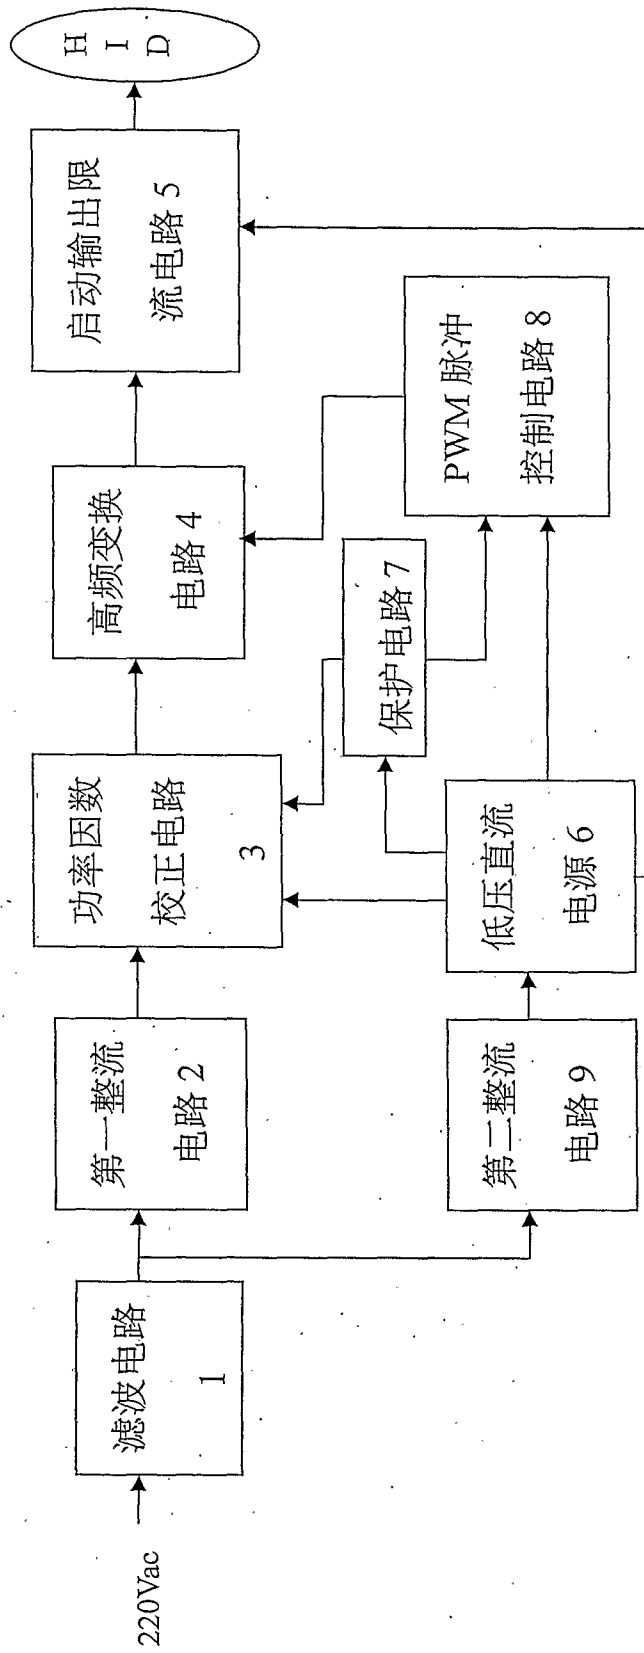 220Vac
滤波电路
1
第一整流
电路 2
功率因数
校正电路
3
高频变换
电路 4
启动输出限
流电路 5
H
I
D
第二整流
电路 9
低压直流
电源 6
保护电路 7
PWM 脉冲
控制电路 8